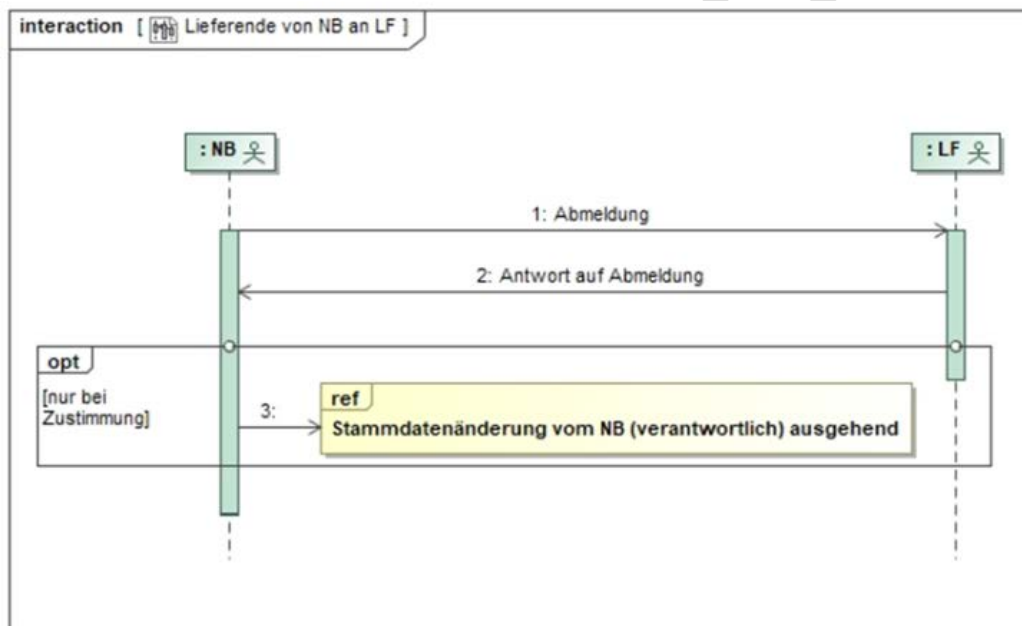 interaction [ Lieferende von NB an LF ]
: NB
: LF
1: Abmeldung
2: Antwort auf Abmeldung
opt
[nur bei
Zustimmung]
3:
ref
Stammdatenänderung vom NB (verantwortlich) ausgehend